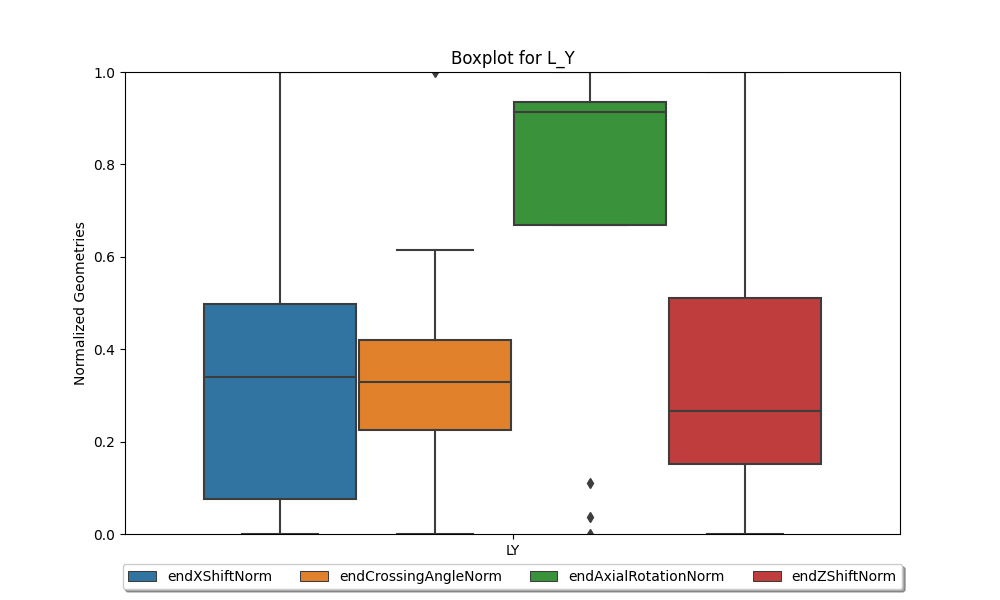 Boxplot for L_Y
Normalized Geometries
1.0
0.8
0.6
0.4
0.2
0.0
LY
endXShiftNorm endCrossingAngleNorm endAxialRotationNorm endZShiftNorm